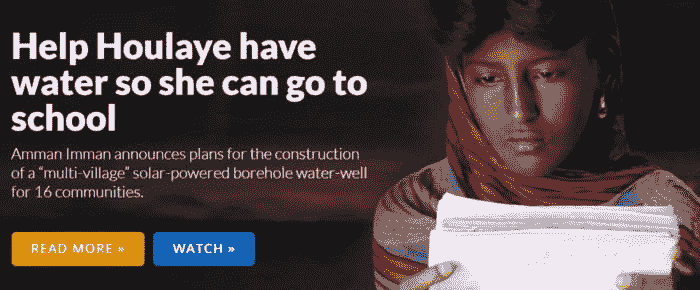 Help Houlaye have
water so she can go to
school
Amman Imman announces plans for the construction
of a “multi-village” solar-powered borehole water-well
for 16 communities.
READ MORE »
WATCH »